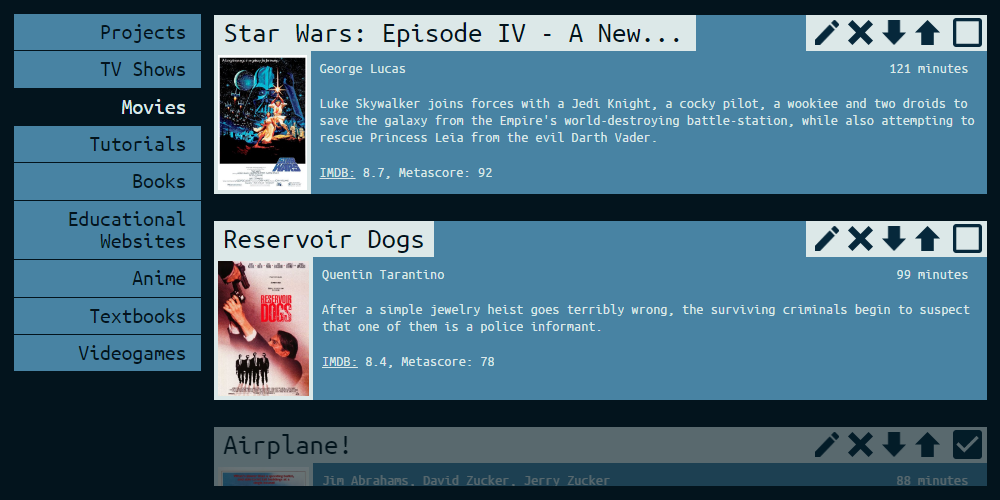 Projects
TV Shows
Movies
Tutorials
Books
Educational
Websites
Anime
Textbooks
Videogames
Star Wars: Episode IV - A New...
George Lucas
121 minutes
Luke Skywalker joins forces with a Jedi Knight, a cocky pilot, a wookiee and two droids to
save the galaxy from the Empire's world-destroying battle-station, while also attempting to
rescue Princess Leia from the evil Darth Vader.
IMDB: 8.7, Metascore: 92
STAR
WARS
Reservoir Dogs
Quentin Tarantino
99 minutes
After a simple jewelry heist goes terribly wrong, the surviving criminals begin to suspect
that one of them is a police informant.
IMDB: 8.4, Metascore: 78
RESERVOIR
DOGS
Airplane!
Jim Abrahams, David Zucker, Jerry Zucker
88 minutes